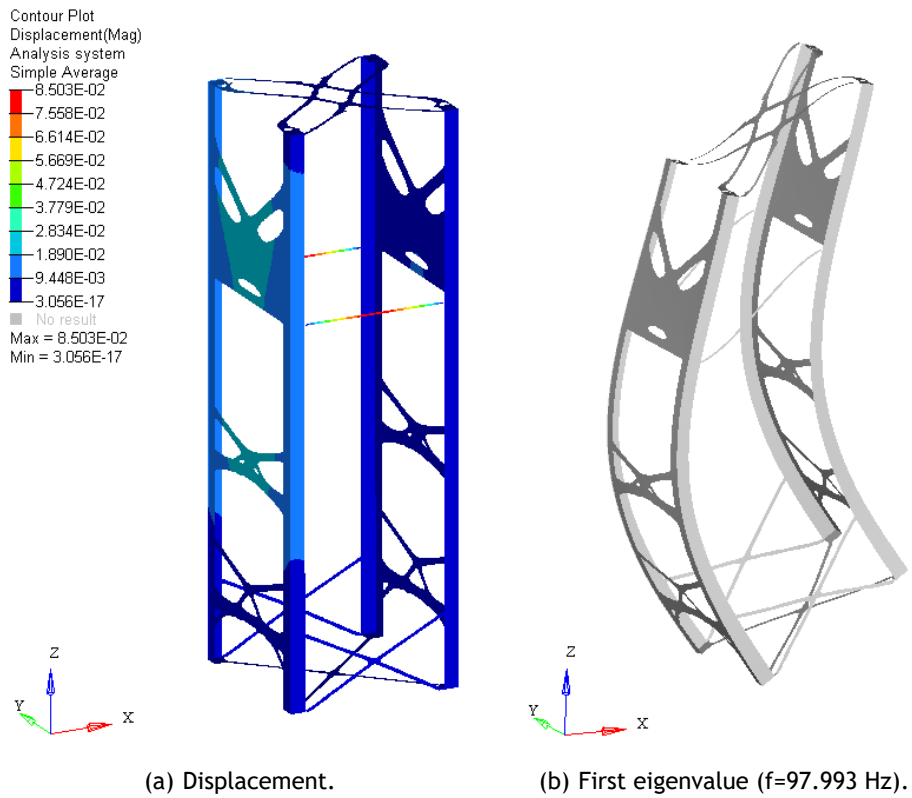 Contour Plot
Displacement(Mag)
Analysis system
Simple Average
8.503E-02
7.558E-02
6.614E-02
5.669E-02
4.724E-02
3.779E-02
2.834E-02
1.890E-02
9.448E-03
3.056E-17
No result
Max = 8.503E-02
Min = 3.056E-17
Z
Y
X
Z
Y
X
(a) Displacement.
(b) First eigenvalue (f=97.993 Hz).